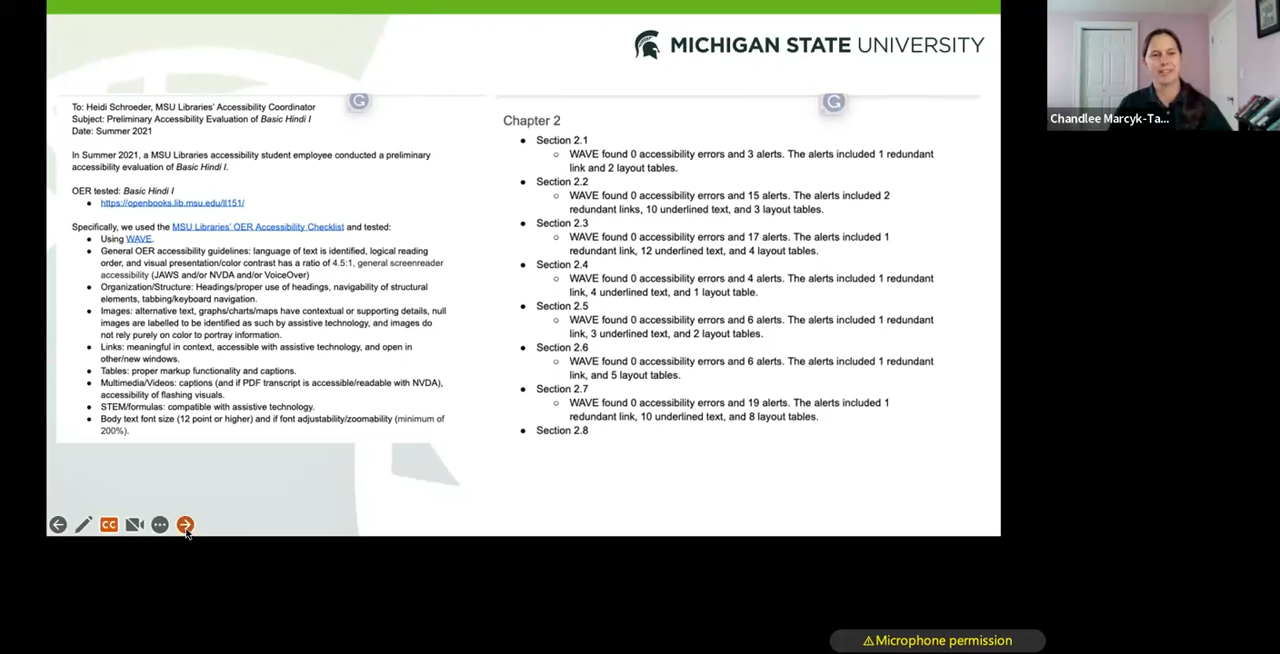 MICHIGAN STATE UNIVERSITY
To: Heidi Schroeder, MSU Libraries' Accessibility Coordinator
Subject: Preliminary Accessibility Evaluation of Basic Hindi I
Date: Summer 2021
In Summer 2021, a MSU Libraries accessibility student employee conducted a preliminary
accessibility evaluation of Basic Hindi I.
OER tested: Basic Hindi I
● https://openbooks.lib.msu.edu/ll151/
Specifically, we used the MSU Libraries' OER Accessibility Checklist and tested:
● Using WAVE.
● General OER accessibility guidelines: language of text is identified, logical reading
order, and visual presentation/color contrast has a ratio of 4.5:1, general screenreader
accessibility (JAWS and/or NVDA and/or VoiceOver)
● Organization/Structure: Headings/proper use of headings, navigability of structural
elements, tabbing/keyboard navigation.
● Images: alternative text, graphs/charts/maps have contextual or supporting details, null
images are labelled to be identified as such by assistive technology, and images do
not rely purely on color to portray information.
● Links: meaningful in context, accessible with assistive technology, and open in
other/new windows.
● Tables: proper markup functionality and captions.
● Multimedia/Videos: captions (and if PDF transcript is accessible/readable with NVDA),
accessibility of flashing visuals.
● STEM/formulas: compatible with assistive technology.
● Body text font size (12 point or higher) and if font adjustability/zoomability (minimum of
200%).
Chapter 2
● Section 2.1
○ WAVE found 0 accessibility errors and 3 alerts. The alerts included 1 redundant
link and 2 layout tables.
● Section 2.2
○ WAVE found 0 accessibility errors and 15 alerts. The alerts included 2
redundant links, 10 underlined text, and 3 layout tables.
● Section 2.3
○ WAVE found 0 accessibility errors and 17 alerts. The alerts included 1
redundant link, 12 underlined text, and 4 layout tables.
● Section 2.4
○ WAVE found 0 accessibility errors and 4 alerts. The alerts included 1 redundant
link, 4 underlined text, and 1 layout table.
● Section 2.5
○ WAVE found 0 accessibility errors and 6 alerts. The alerts included 1 redundant
link, 3 underlined text, and 2 layout tables.
● Section 2.6
○ WAVE found 0 accessibility errors and 6 alerts. The alerts included 1 redundant
link, and 5 layout tables.
● Section 2.7
○ WAVE found 0 accessibility errors and 19 alerts. The alerts included 1
redundant link, 10 underlined text, and 8 layout tables.
● Section 2.8
CC
Chandlee Marcyk-Ta...
⚠Microphone permission